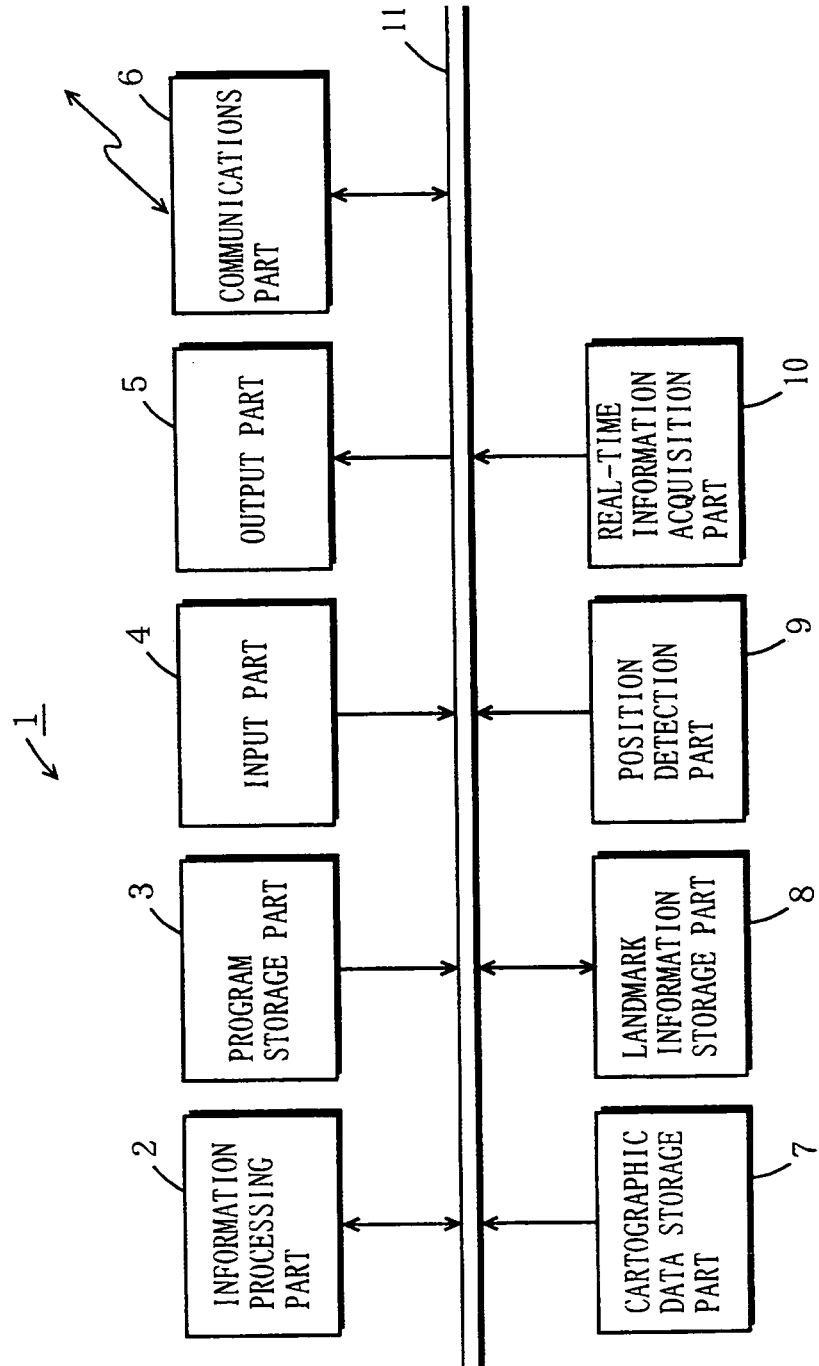 1
2
INFORMATION
PROCESSING
PART
3
PROGRAM
STORAGE PART
4
INPUT PART
5
OUTPUT PART
6
COMMUNICATIONS
PART
11
CARTOGRAPHIC
DATA STORAGE
PART
7
LANDMARK
INFORMATION
STORAGE PART
8
POSITION
DETECTION
PART
9
REAL-TIME
INFORMATION
ACQUISITION
PART
10